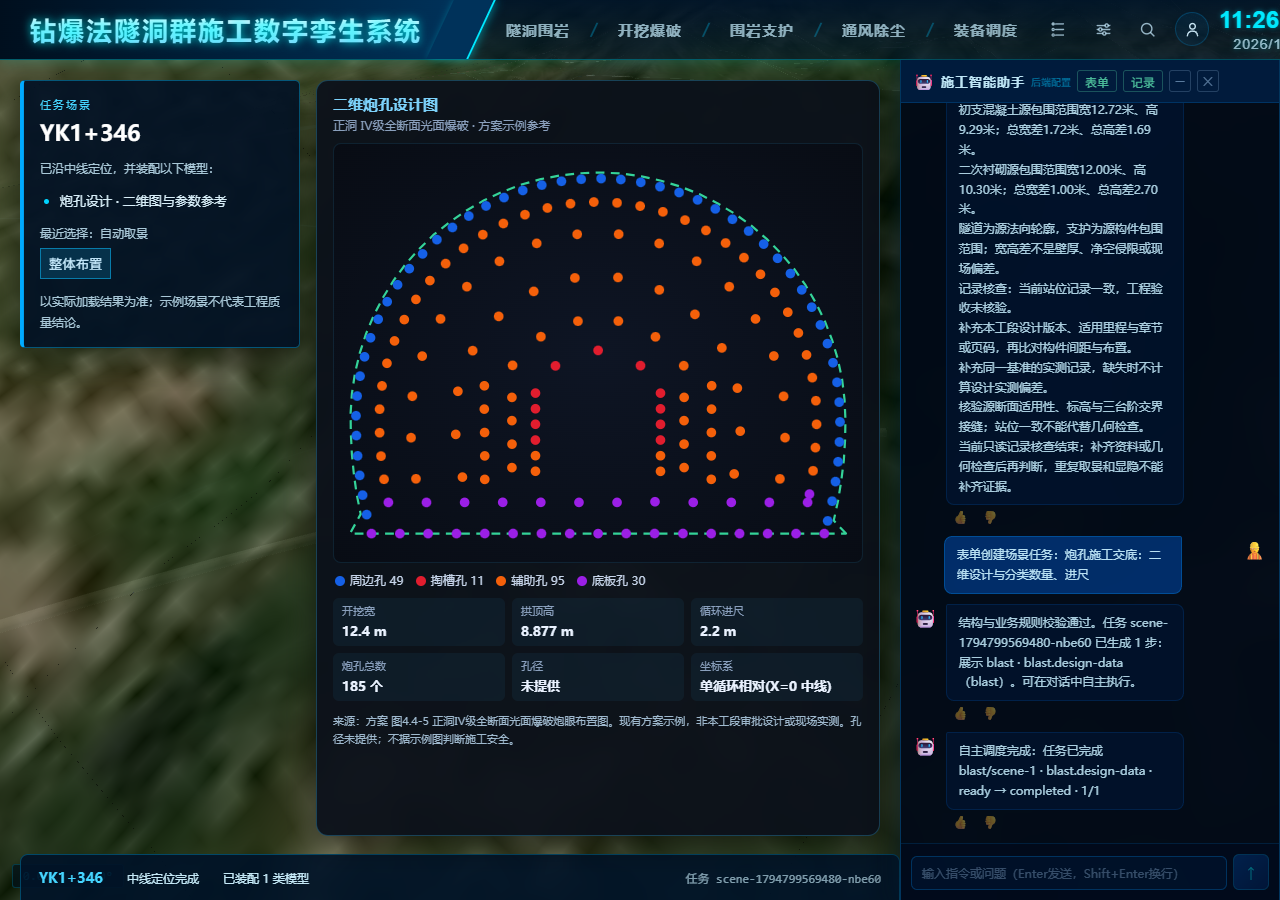 钻爆法隧洞群施工数字孪生系统
隧洞围岩 / 开挖爆破 / 围岩支护 / 通风除尘 / 装备调度
11:26
2026/1
任务场景
YK1+346
已沿中线定位，并装配以下模型：
• 炮孔设计 · 二维图与参数参考
最近选择：自动取景
整体布置
以实际加载结果为准；示例场景不代表工程质
量结论。
二维炮孔设计图
正洞 IV级全断面光面爆破 · 方案示例参考
周边孔 49 掏槽孔 11 辅助孔 95 底板孔 30
开挖宽
12.4 m
拱顶高
8.877 m
循环进尺
2.2 m
炮孔总数
185 个
孔径
未提供
坐标系
单循环相对(X=0 中线)
来源：方案 图4.4-5 正洞IV级全断面光面爆破炮眼布置图。现有方案示例，非本工段审批设计或现场实测。孔
径未提供；不据示例图判断施工安全。
YK1+346 中线定位完成 已装配 1 类模型 任务 scene-1794799569480-nbe60
施工智能助手 后端配置 表单 记录
初支混凝土源包围范围宽12.72米、高
9.29米；总宽差1.72米、总高差1.69
米。
二次衬砌源包围范围宽12.00米、高
10.30米；总宽差1.00米、总高差2.70
米。
隧道为源法向轮廓，支护为源构件包围
范围；宽高差不是壁厚、净空侵限或现
场偏差。
记录核查：当前站位记录一致，工程验
收未核验。
补充本工段设计版本、适用里程与章节
或页码，再比对构件间距与布置。
补充同一基准的实测记录，缺失时不计
算设计实测偏差。
核验源断面适用性、标高与三台阶交界
接缝；站位一致不能代替几何检查。
当前只读记录核查结束；补齐资料或几
何检查后再判断，重复取景和显隐不能
补齐证据。
表单创建场景任务：炮孔施工交底：二
维设计与分类数量、进尺
结构与业务规则校验通过。任务 scene-
1794799569480-nbe60 已生成 1 步：
展示 blast · blast.design-data
（blast）。可在对话中自主执行。
自主调度完成：任务已完成
blast/scene-1 · blast.design-data ·
ready → completed · 1/1
输入指令或问题（Enter发送，Shift+Enter换行）